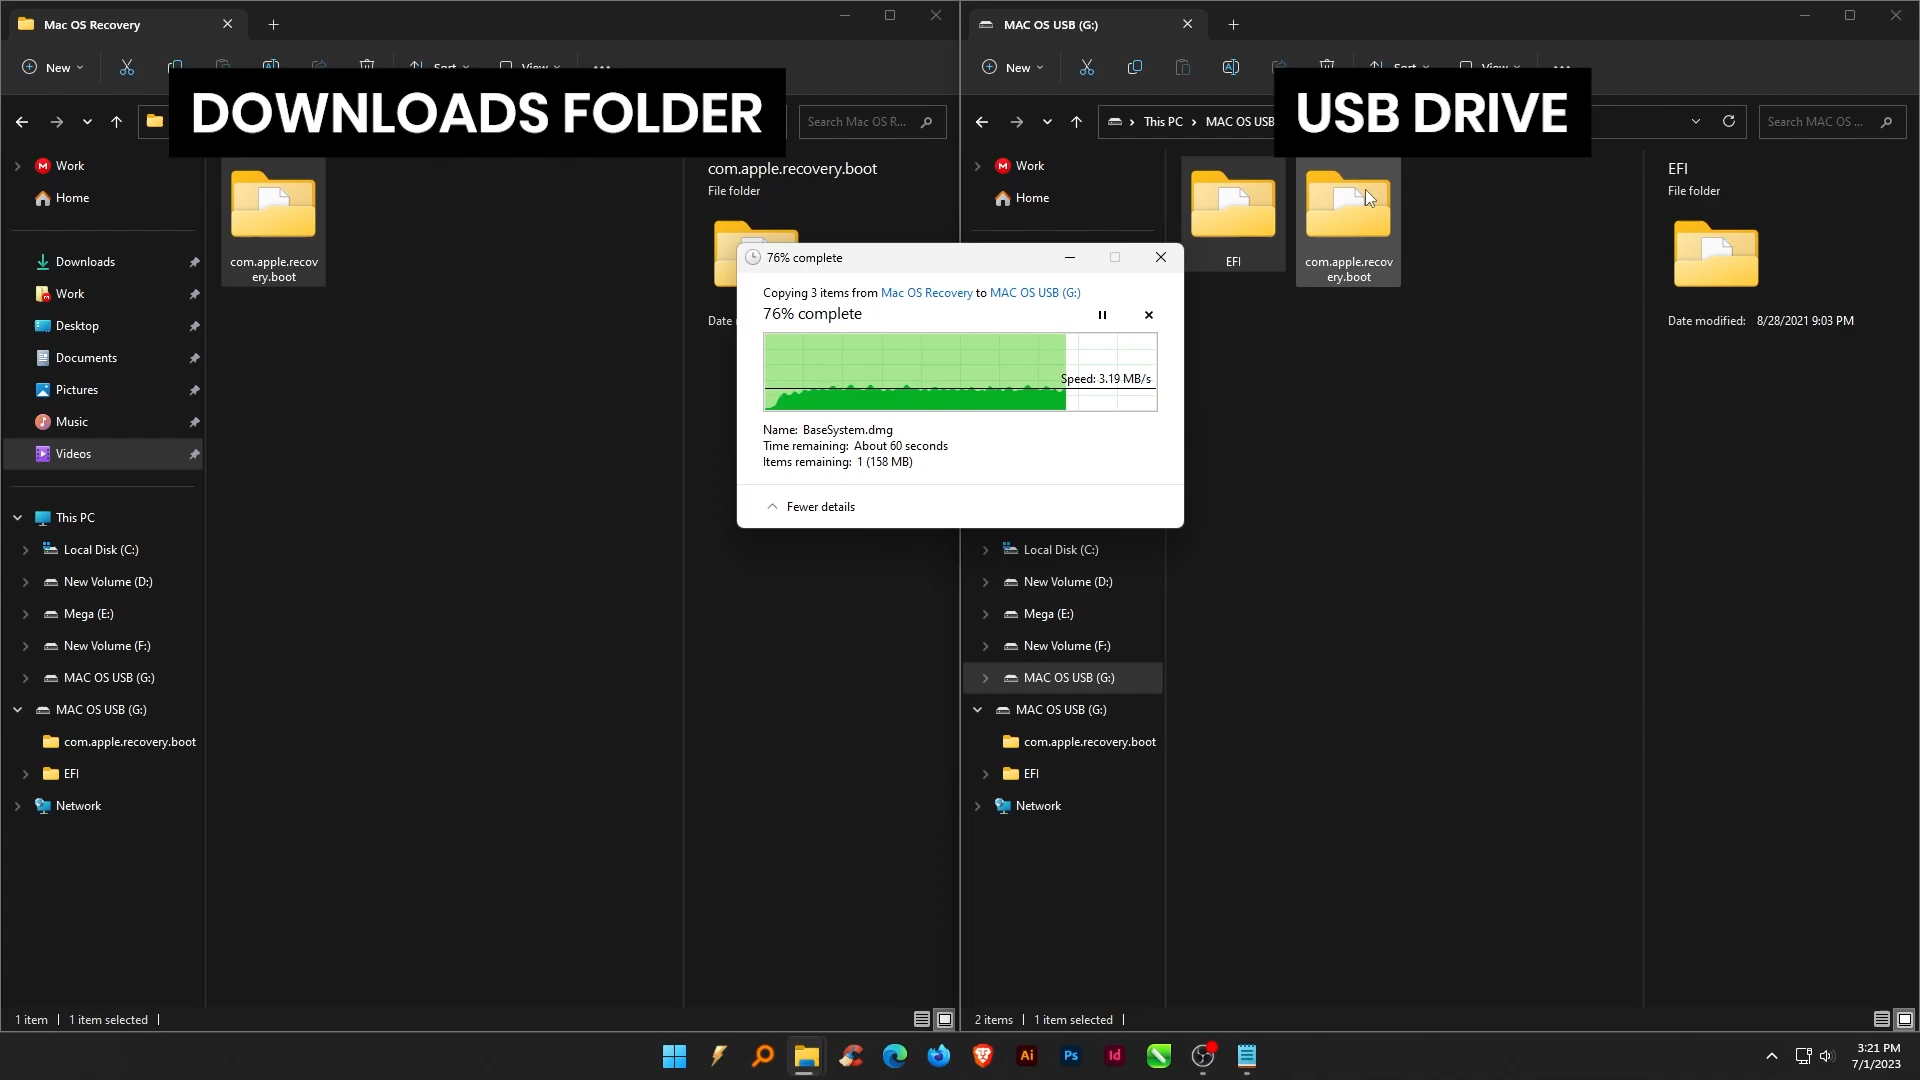 Mac OS Recovery
New
Sort
View
DOWNLOADS FOLDER
Search Mac OS R...
Work
Home
Downloads
Work
Desktop
Documents
Pictures
Music
Videos
This PC
Local Disk (C:)
New Volume (D:)
Mega (E:)
New Volume (F:)
MAC OS USB (G:)
MAC OS USB (G:)
com.apple.recovery.boot
EFI
Network
com.apple.recov
ery.boot
com.apple.recovery.boot
File folder
Date
1 item
1 item selected
76% complete
Copying 3 items from Mac OS Recovery to MAC OS USB (G:)
76% complete
Speed: 3.19 MB/s
Name: BaseSystem.dmg
Time remaining: About 60 seconds
Items remaining: 1 (158 MB)
Fewer details
MAC OS USB (G:)
New
Sort
View
USB DRIVE
This PC
MAC OS USB
Search MAC OS ...
Work
Home
Local Disk (C:)
New Volume (D:)
Mega (E:)
New Volume (F:)
MAC OS USB (G:)
MAC OS USB (G:)
com.apple.recovery.boot
EFI
Network
EFI
com.apple.recov
ery.boot
EFI
File folder
Date modified: 8/28/2021 9:03 PM
2 items
1 item selected
Ai
Ps
Id
3:21 PM
7/1/2023